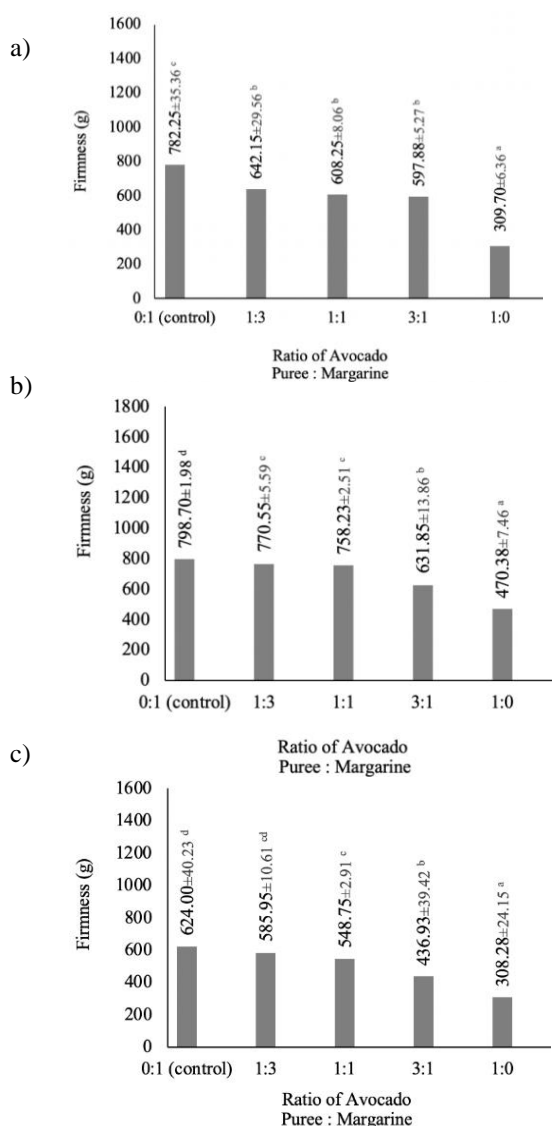 a)
1600
1400
1200
1000
800
600
400
200
0
Firmness (g)
782.25±35.36 c
642.15±29.56 b
608.25±8.06 b
597.88±5.27 b
309.70±6.36 a
0:1 (control) 1:3 1:1 3:1 1:0
Ratio of Avocado
Puree : Margarine
b)
1800
1600
1400
1200
1000
800
600
400
200
0
Firmness (g)
798.70±1.98 d
770.55±5.59 c
758.23±2.51 c
631.85±13.86 b
470.38±7.46 a
0:1 (control) 1:3 1:1 3:1 1:0
Ratio of Avocado
Puree : Margarine
c)
1600
1400
1200
1000
800
600
400
200
0
Firmness (g)
624.00±40.23 d
585.95±10.61 cd
548.75±2.91 c
436.93±39.42 b
308.28±24.15 a
0:1 (control) 1:3 1:1 3:1 1:0
Ratio of Avocado
Puree : Margarine